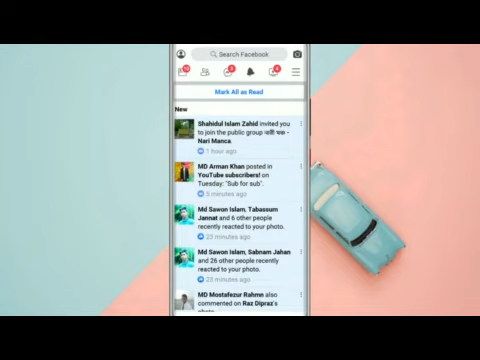 Search Facebook
Mark All as Read
New
Shahidul Islam Zahid invited you
to join the public group নারী মঞ্চ -
Nari Manca.
1 hour ago
MD Arman Khan posted in
YouTube subscribers! on
Tuesday: "Sub for sub".
5 minutes ago
Md Sawon Islam, Tabassum
Jannat and 6 other people
recently reacted to your photo.
23 minutes ago
Md Sawon Islam, Sabnam Jahan
and 26 other people recently
reacted to your photo.
23 minutes ago
MD Mostafezur Rahmn also
commented on Raz Dipraz's
photo.